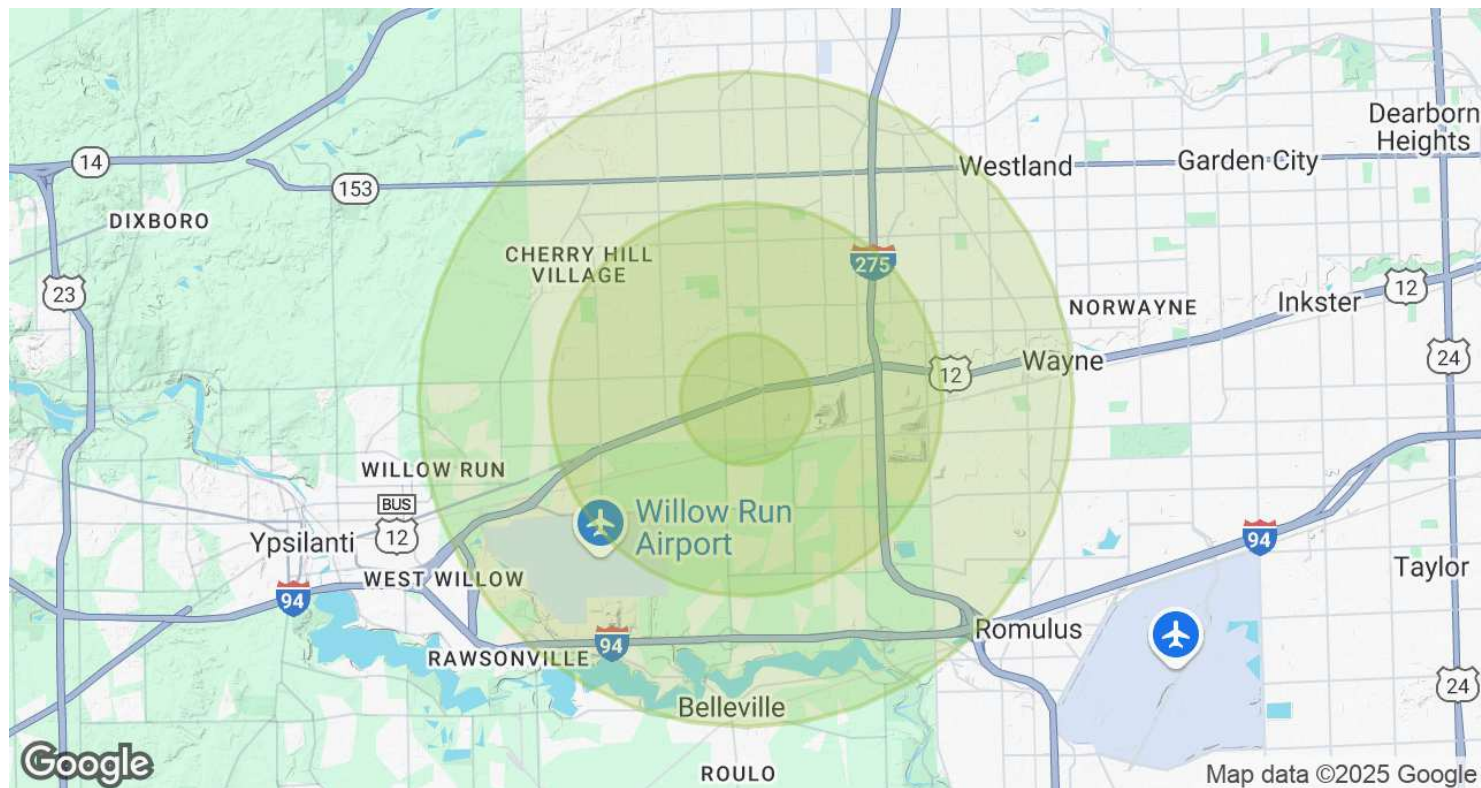 Dearborn
Heights
Westland
Garden City
14
153
DIXBORO
CHERRY HILL
VILLAGE
275
23
NORWAYNE
Inkster
12
Wayne
12
24
WILLOW RUN
BUS
12
Willow Run
Airport
Ypsilanti
94
WEST WILLOW
94
Taylor
94
RAWSONVILLE
Romulus
24
Belleville
ROULO
Google
Map data ©2025 Google